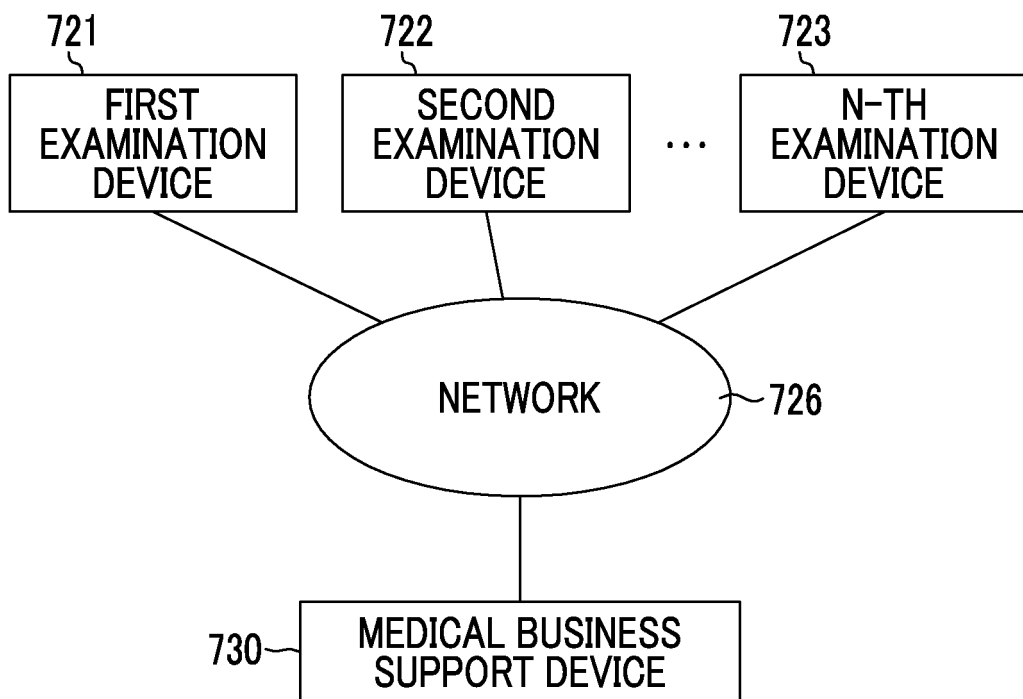 721
722
723
FIRST
EXAMINATION
DEVICE
SECOND
EXAMINATION
DEVICE
...
N-TH
EXAMINATION
DEVICE
NETWORK
726
730
MEDICAL BUSINESS
SUPPORT DEVICE